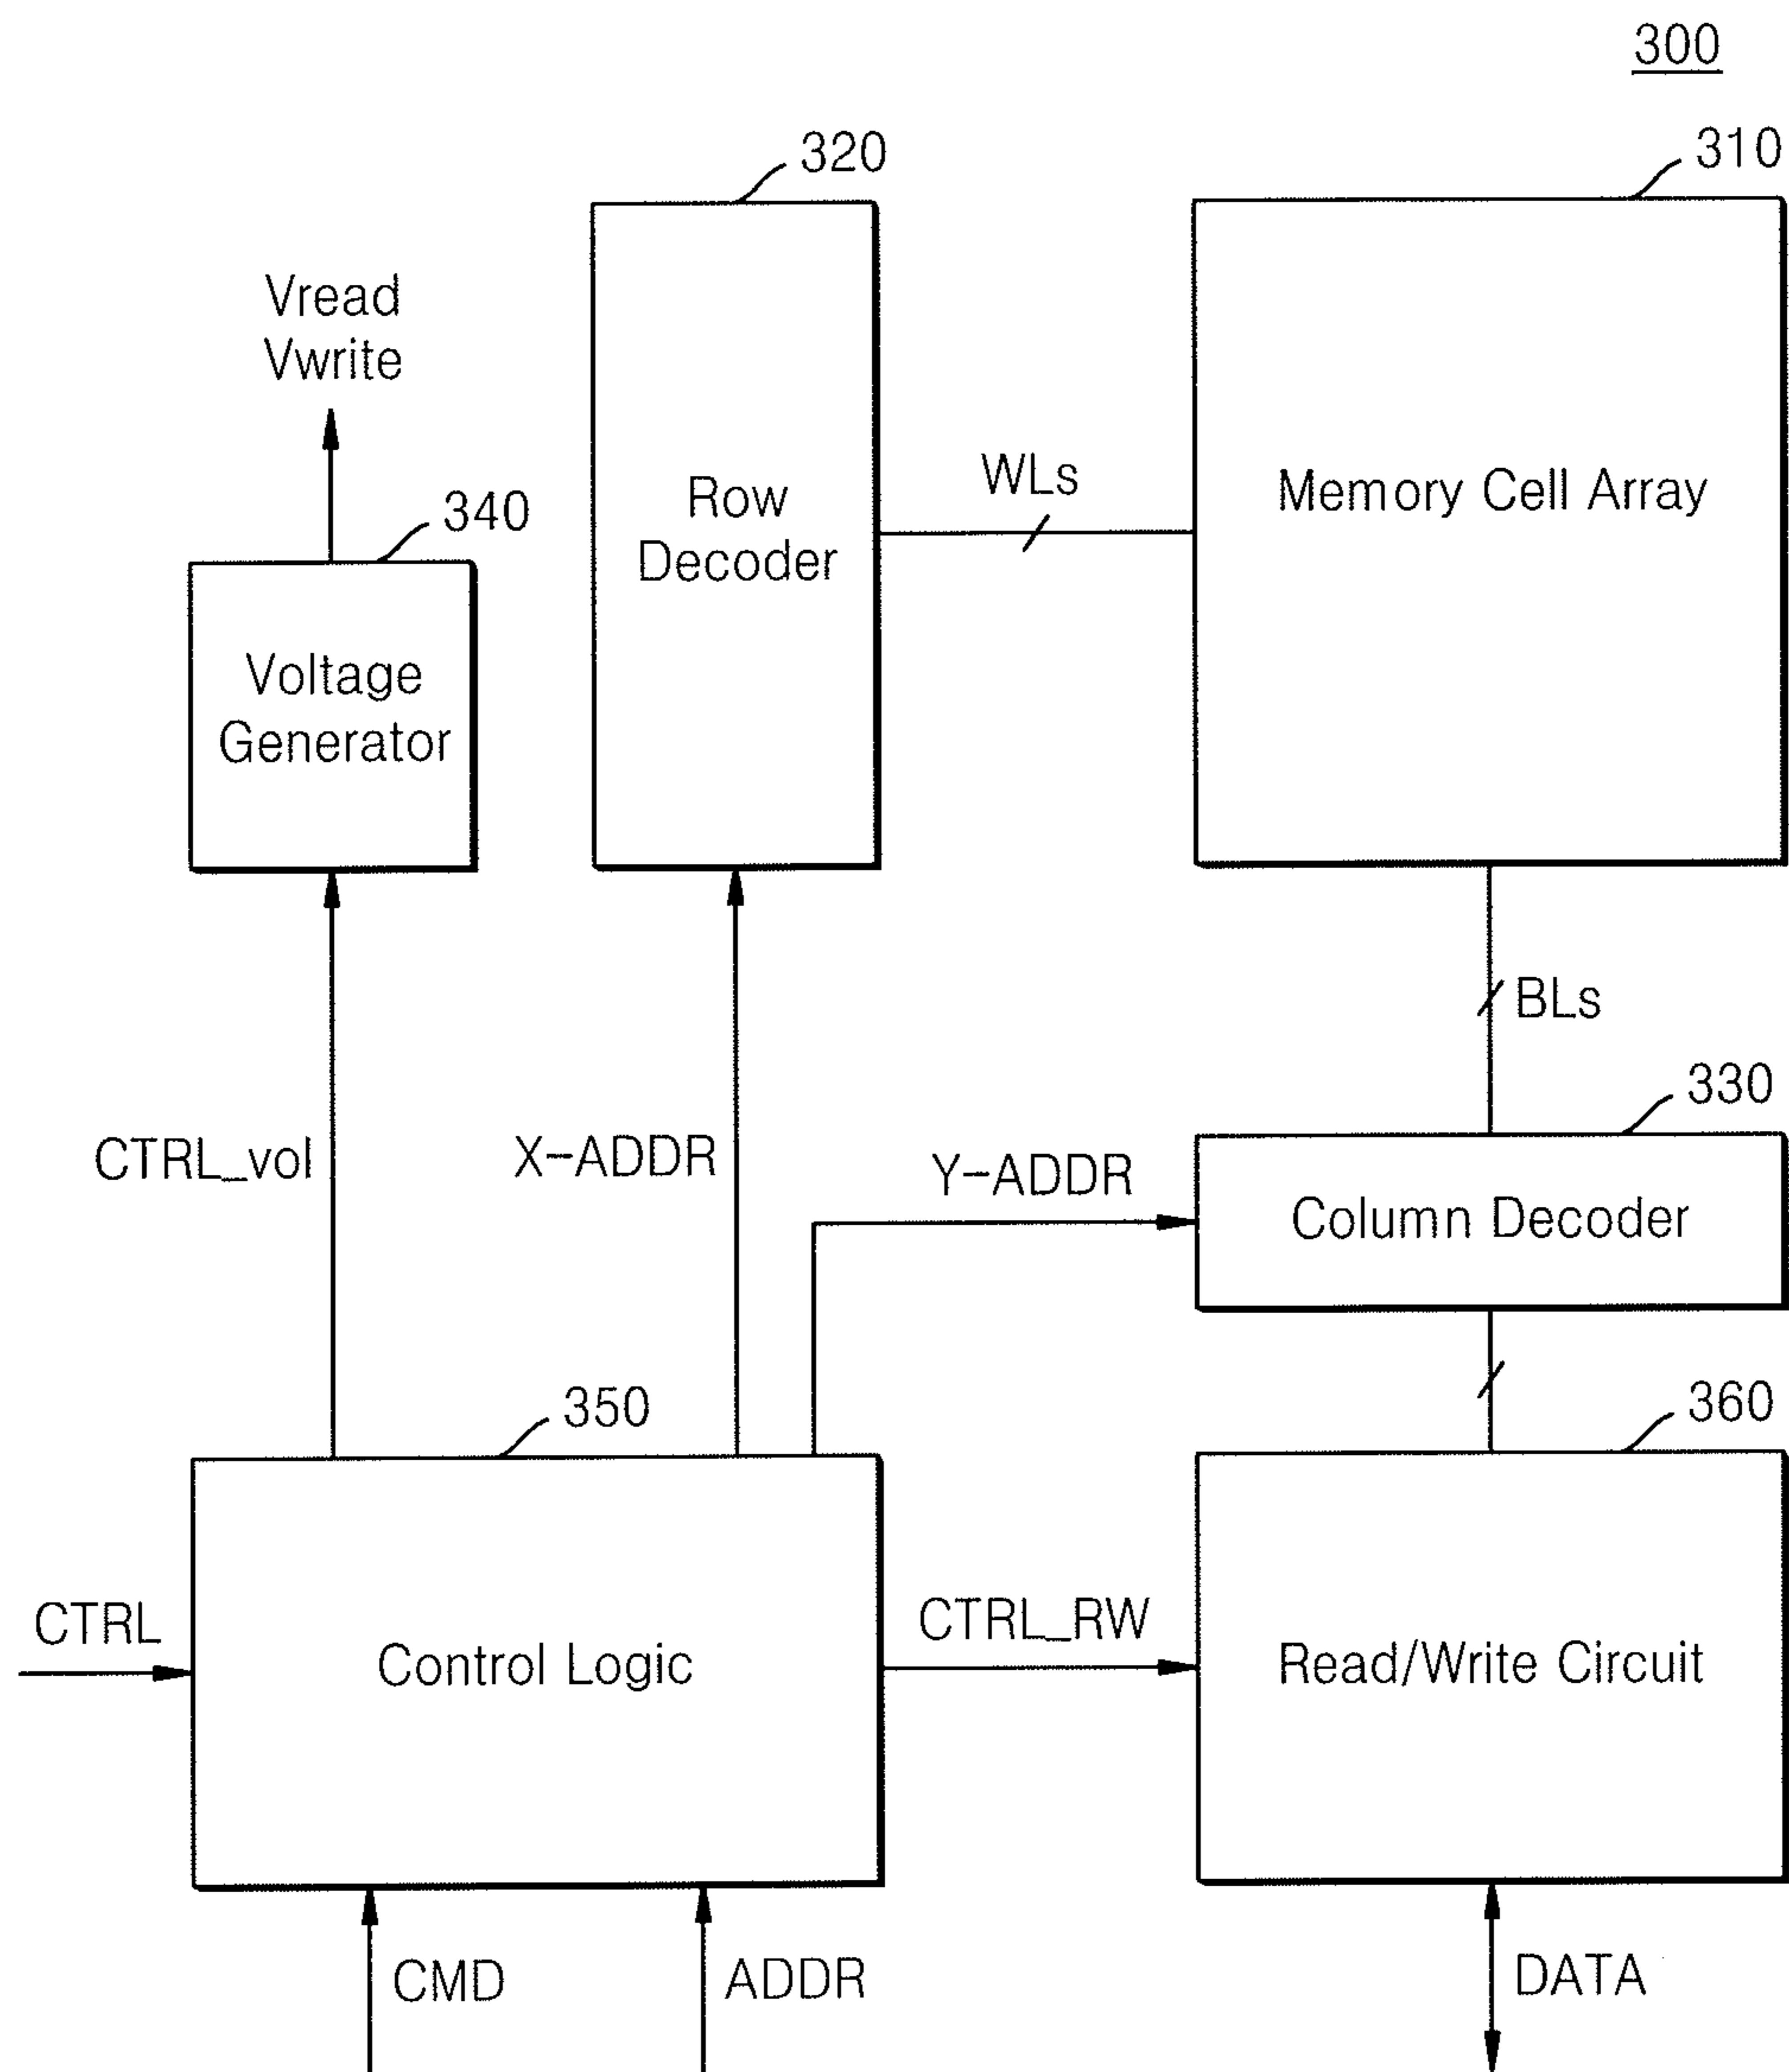 300
320
310
Vread
Vwrite
340
WLs
Row
Decoder
Memory Cell Array
Voltage
Generator
BLs
330
CTRL_vol
X-ADDR
Y-ADDR
Column Decoder
350
360
CTRL
CTRL_RW
Control Logic
Read/Write Circuit
CMD
ADDR
DATA